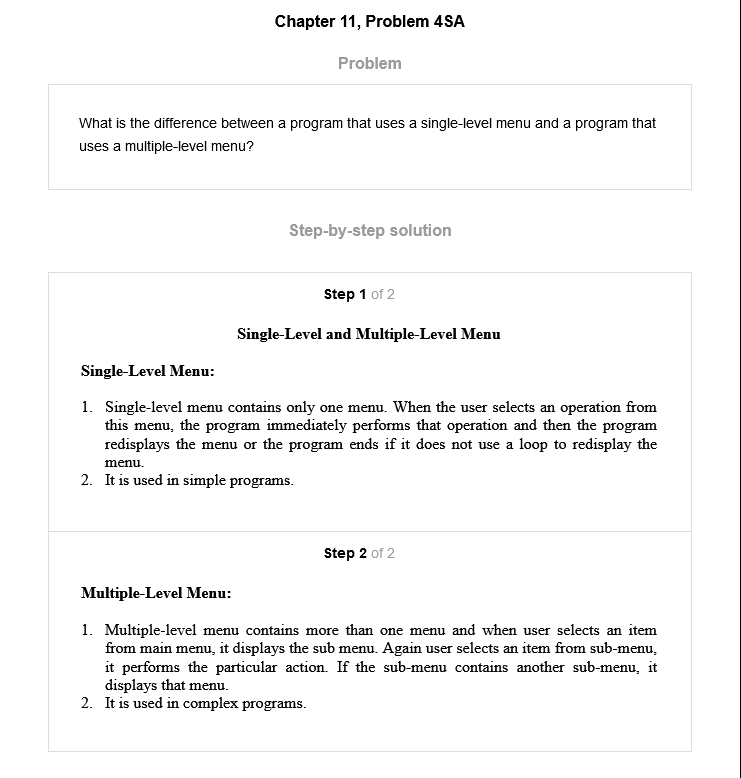 Chapter 11, Problem 4SA
Problem
What is the difference between a program that uses a single-level menu and a program that
uses a multiple-level menu?
Step-by-step solution
Step 1 of 2
Single-Level and Multiple-Level Menu
Single-Level Menu:
1. Single-level menu contains only one menu. When the user selects an operation from
this menu, the program immediately performs that operation and then the program
redisplays the menu or the program ends if it does not use a loop to redisplay the
menu.
2. It is used in simple programs.
Step 2 of 2
Multiple-Level Menu:
1. Multiple-level menu contains more than one menu and when user selects an item
from main menu, it displays the sub menu. Again user selects an item from sub-menu,
it performs the particular action. If the sub-menu contains another sub-menu, it
displays that menu.
2. It is used in complex programs.